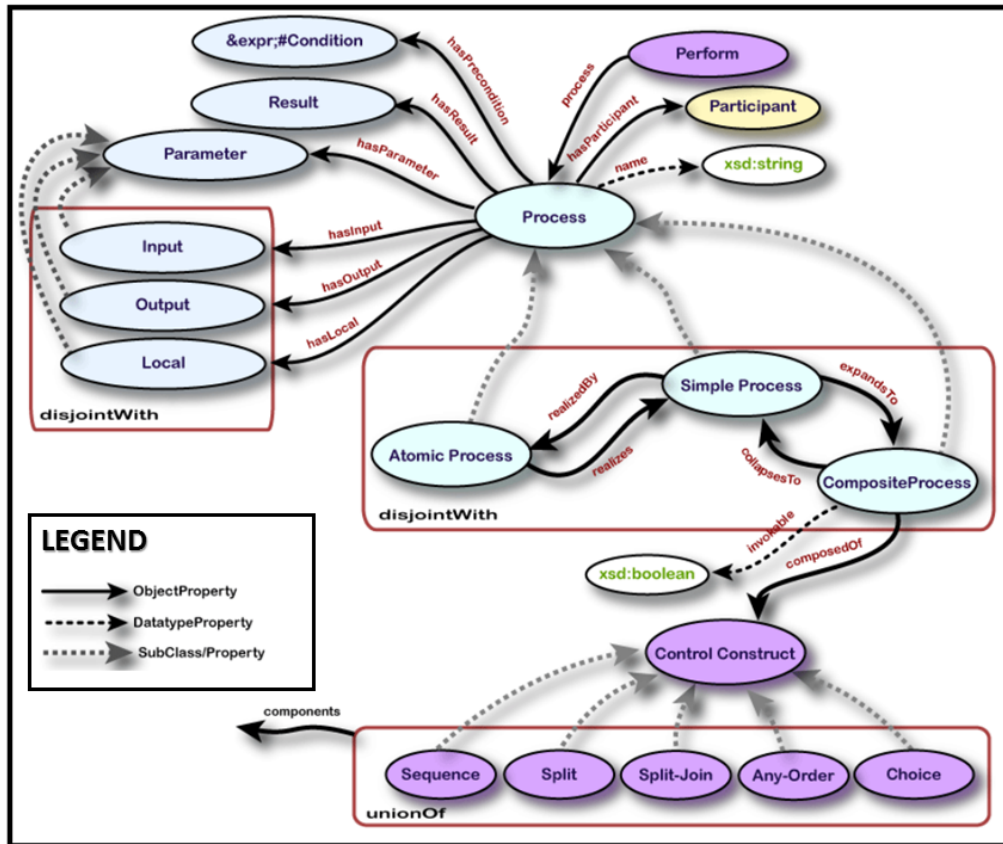 &expr;#Condition
Perform
Result
Participant
Parameter
xsd:string
hasPrecondition
hasResult
hasParameter
process
hasParticipant
name
Process
Input
hasInput
Output
hasOutput
Local
hasLocal
disjointWith
realizedBy
Simple Process
expandsTo
Atomic Process
realizes
collapsesTo
CompositeProcess
disjointWith
invokable
composedOf
xsd:boolean
LEGEND
ObjectProperty
DatatypeProperty
SubClass/Property
Control Construct
components
Sequence
Split
Split-Join
Any-Order
Choice
unionOf